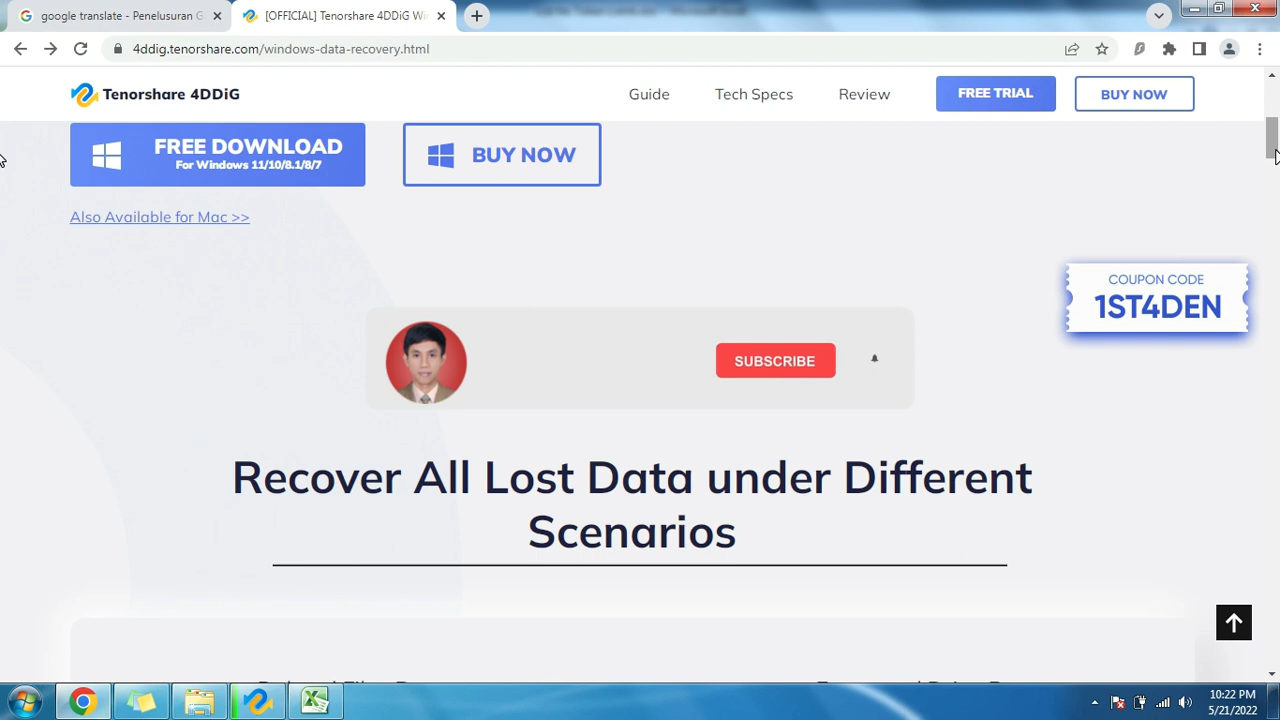 google translate - Penelusuran G
[OFFICIAL] Tenorshare 4DDiG Wi
4ddig.tenorshare.com/windows-data-recovery.html
Tenorshare 4DDiG
Guide
Tech Specs
Review
FREE TRIAL
BUY NOW
FREE DOWNLOAD
For Windows 11/10/8.1/8/7
BUY NOW
Also Available for Mac >>
COUPON CODE
1ST4DEN
SUBSCRIBE
Recover All Lost Data under Different
Scenarios
10:22 PM
5/21/2022